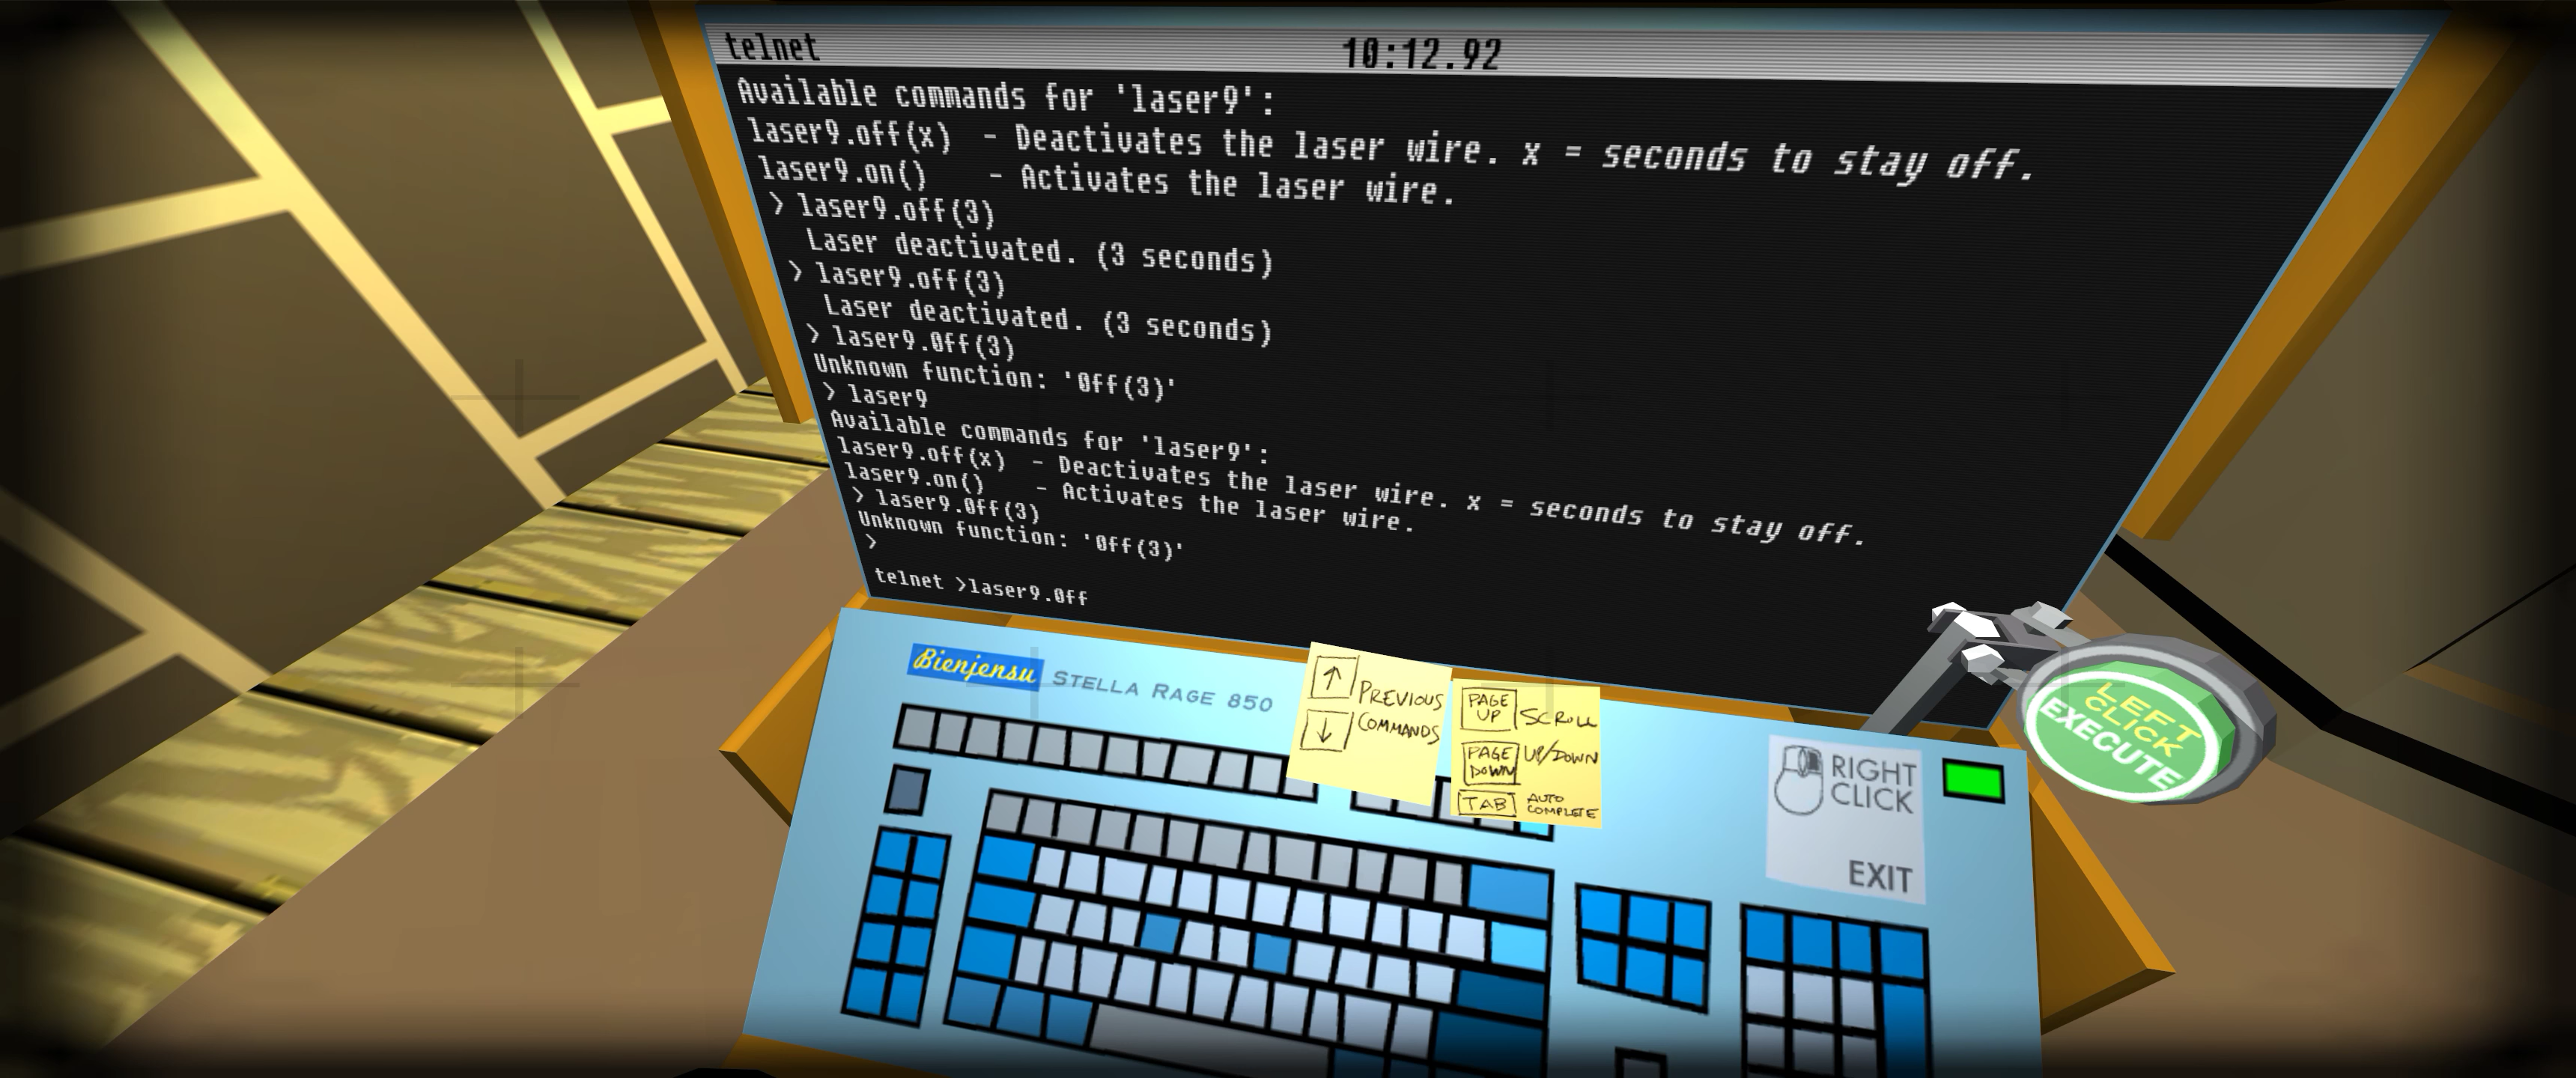 telnet
10:12.92
Available commands for 'laser9':
laser9.off(x) - Deactivates the laser wire. x = seconds to stay off.
laser9.on() - Activates the laser wire.
> laser9.off(3)
Laser deactivated. (3 seconds)
> laser9.off(3)
Laser deactivated. (3 seconds)
> laser9.0ff(3)
Unknown function: '0ff(3)'
> laser9
Available commands for 'laser9':
laser9.off(x) - Deactivates the laser wire. x = seconds to stay off.
laser9.on() - Activates the laser wire.
> laser9.0ff(3)
Unknown function: '0ff(3)'
>
telnet >laser9.0ff
Bienjensu STELLA RAGE 850
↑ PREVIOUS
↓ COMMANDS
PAGE UP SCROLL
PAGE DOWN UP/DOWN
TAB AUTO COMPLETE
RIGHT
CLICK
EXIT
LEFT
CLICK
EXECUTE